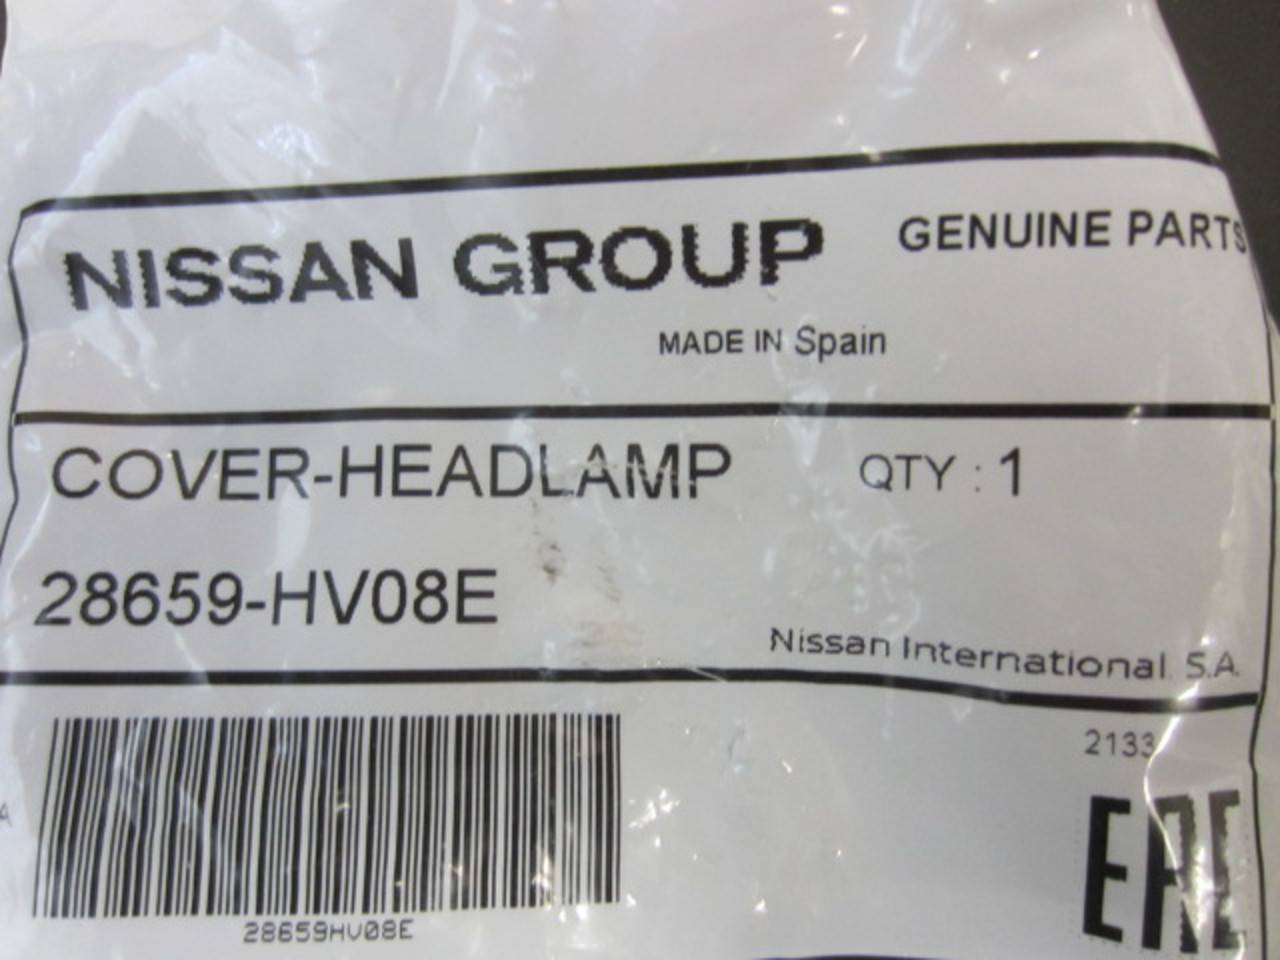 NISSAN GROUP
GENUINE PARTS
MADE IN Spain
COVER-HEADLAMP
QTY : 1
28659-HV08E
Nissan International. S.A.
2133
28659HV08E
EAC